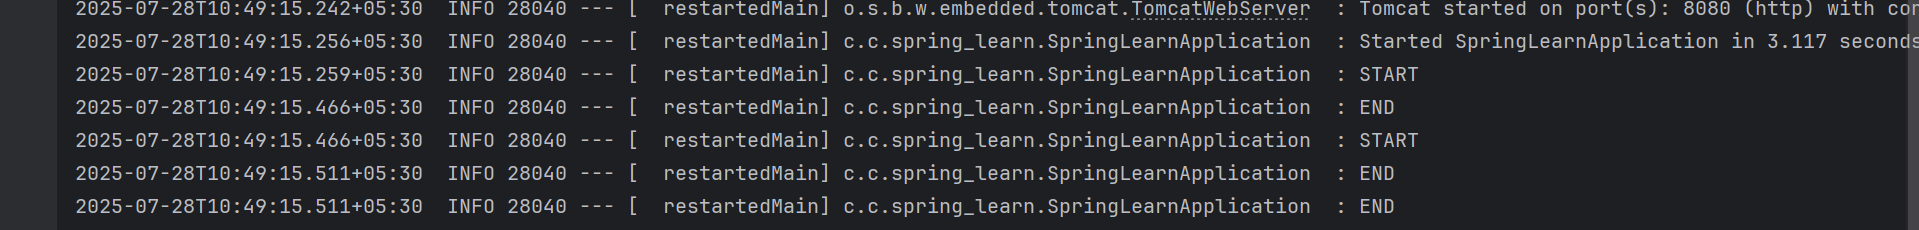 2025-07-28T10:49:15.242+05:30  INFO 28040 --- [  restartedMain] o.s.b.w.embedded.tomcat.TomcatWebServer  : Tomcat started on port(s): 8080 (http) with
2025-07-28T10:49:15.256+05:30  INFO 28040 --- [  restartedMain] c.c.spring_learn.SpringLearnApplication  : Started SpringLearnApplication in 3.117 seconds
2025-07-28T10:49:15.259+05:30  INFO 28040 --- [  restartedMain] c.c.spring_learn.SpringLearnApplication  : START
2025-07-28T10:49:15.466+05:30  INFO 28040 --- [  restartedMain] c.c.spring_learn.SpringLearnApplication  : END
2025-07-28T10:49:15.466+05:30  INFO 28040 --- [  restartedMain] c.c.spring_learn.SpringLearnApplication  : START
2025-07-28T10:49:15.511+05:30  INFO 28040 --- [  restartedMain] c.c.spring_learn.SpringLearnApplication  : END
2025-07-28T10:49:15.511+05:30  INFO 28040 --- [  restartedMain] c.c.spring_learn.SpringLearnApplication  : END